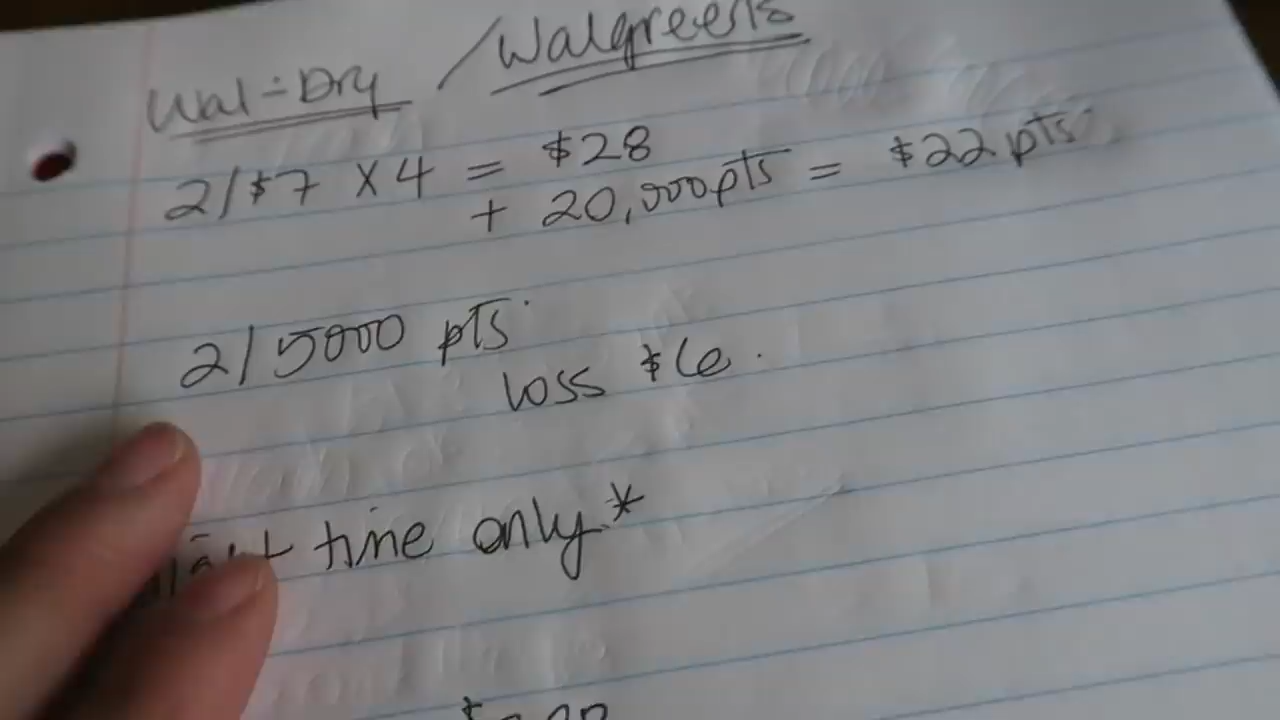 Wal-Dry / Walgreens
2/$7 X 4 = $28
+ 20,000pts = $22 pts.
2/5000 pts.
loss $6.
time only.*